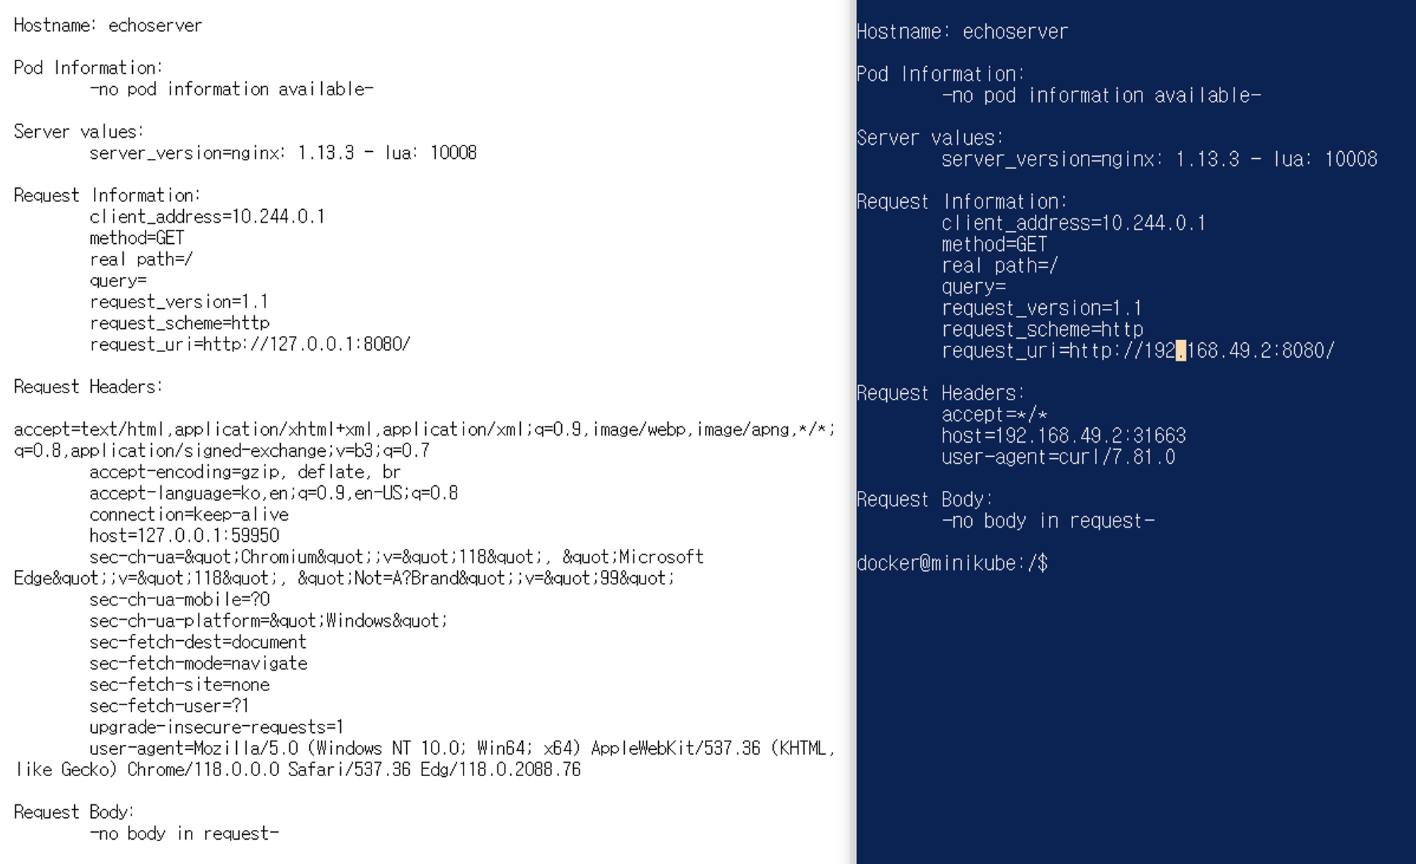 Hostname: echoserver
Pod Information:
-no pod information available-
Server values:
server_version=nginx: 1.13.3 - lua: 10008
Request Information:
client_address=10.244.0.1
method=GET
real path=/
query=
request_version=1.1
request_scheme=http
request_uri=http://127.0.0.1:8080/
Request Headers:
accept=text/html,application/xhtml+xml,application/xml;q=0.9,image/webp,image/apng,*/*;
q=0.8,application/signed-exchange;v=b3;q=0.7
accept-encoding=gzip, deflate, br
accept-language=ko,en;q=0.9,en-US;q=0.8
connection=keep-alive
host=127.0.0.1:59950
sec-ch-ua=&quot;Chromium&quot;;v=&quot;118&quot;, &quot;Microsoft
Edge&quot;;v=&quot;118&quot;, &quot;Not=A?Brand&quot;;v=&quot;99&quot;
sec-ch-ua-mobile=?0
sec-ch-ua-platform=&quot;Windows&quot;
sec-fetch-dest=document
sec-fetch-mode=navigate
sec-fetch-site=none
sec-fetch-user=?1
upgrade-insecure-requests=1
user-agent=Mozilla/5.0 (Windows NT 10.0; Win64; x64) AppleWebKit/537.36 (KHTML,
like Gecko) Chrome/118.0.0.0 Safari/537.36 Edg/118.0.2088.76
Request Body:
-no body in request-
Hostname: echoserver
Pod Information:
-no pod information available-
Server values:
server_version=nginx: 1.13.3 - lua: 10008
Request Information:
client_address=10.244.0.1
method=GET
real path=/
query=
request_version=1.1
request_scheme=http
request_uri=http://192.168.49.2:8080/
Request Headers:
accept=*/*
host=192.168.49.2:31663
user-agent=curl/7.81.0
Request Body:
-no body in request-
docker@minikube:/$